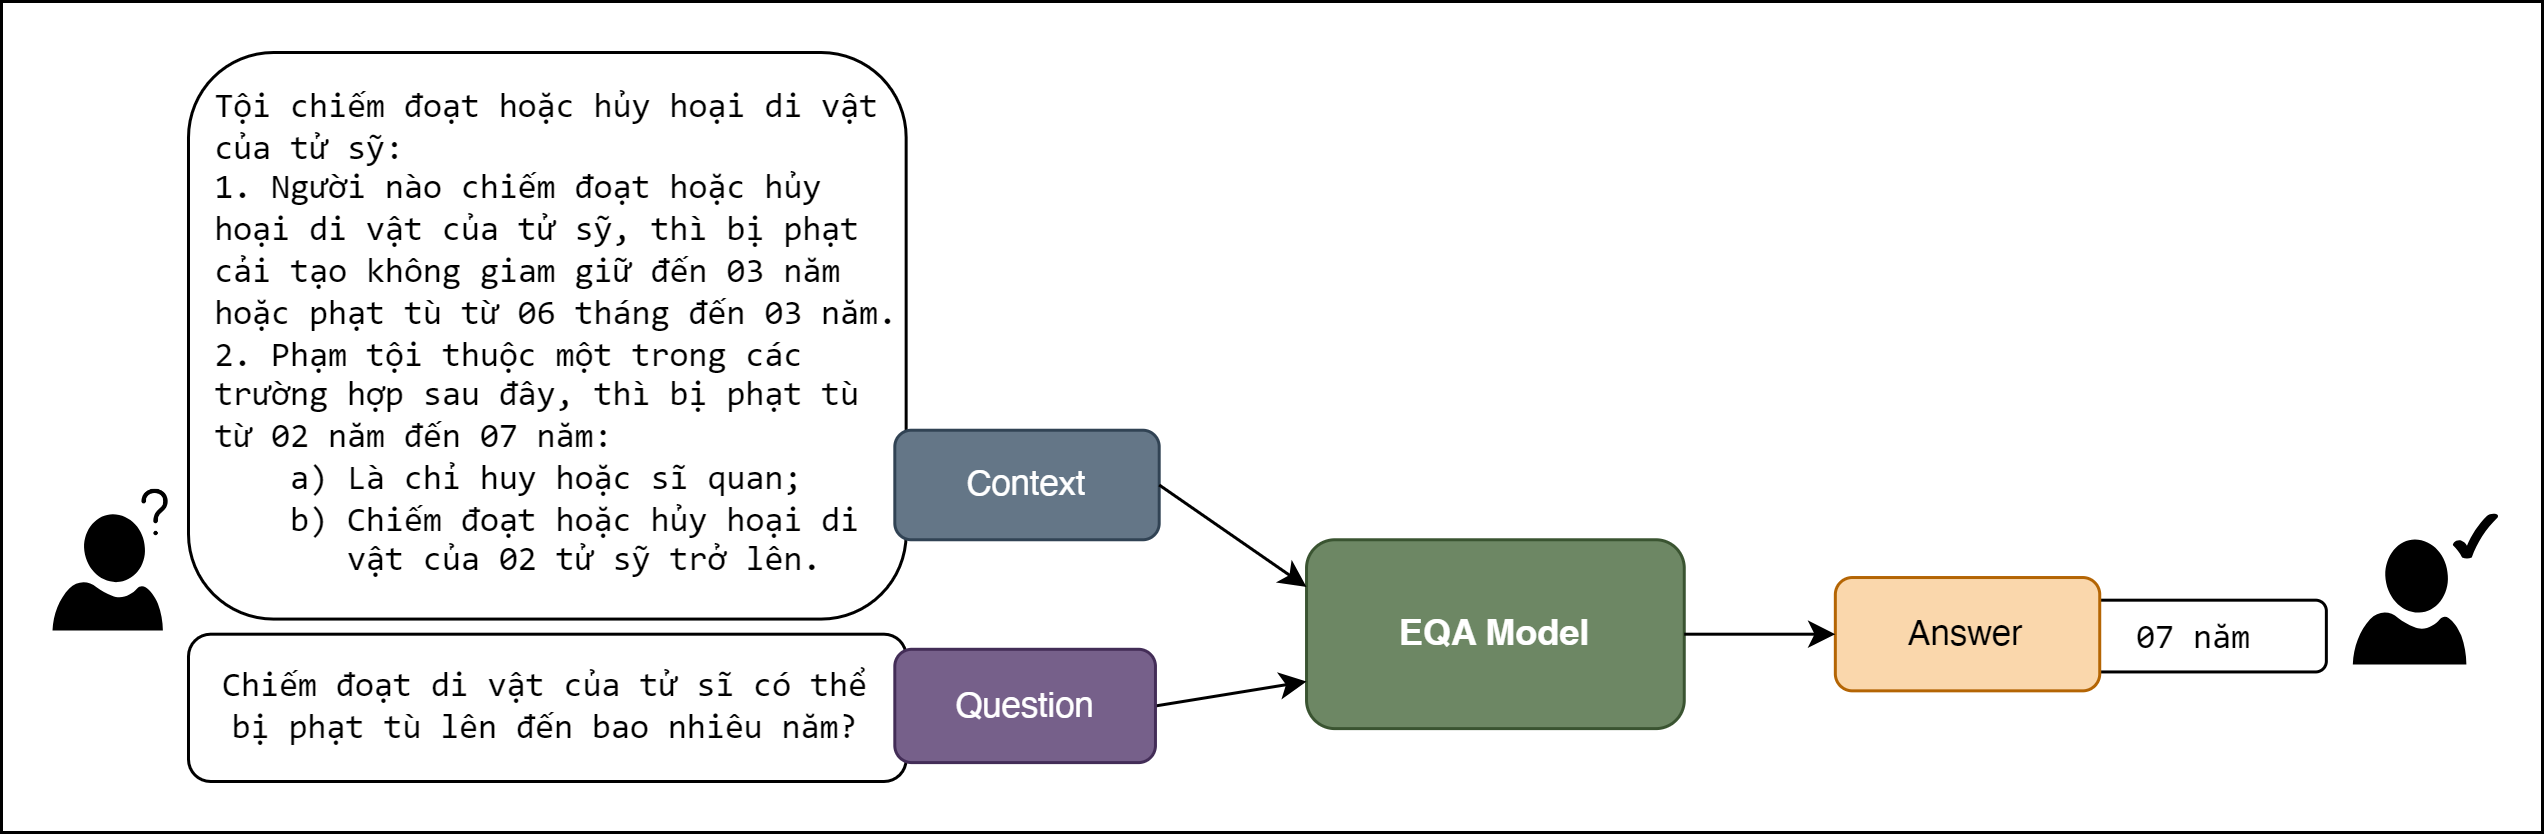 Tội chiếm đoạt hoặc hủy hoại di vật
của tử sỹ:
1. Người nào chiếm đoạt hoặc hủy
hoại di vật của tử sỹ, thì bị phạt
cải tạo không giam giữ đến 03 năm
hoặc phạt tù từ 06 tháng đến 03 năm.
2. Phạm tội thuộc một trong các
trường hợp sau đây, thì bị phạt tù
từ 02 năm đến 07 năm:
a) Là chỉ huy hoặc sĩ quan;
b) Chiếm đoạt hoặc hủy hoại di
vật của 02 tử sỹ trở lên.
Context
?
Chiếm đoạt di vật của tử sĩ có thể
bị phạt tù lên đến bao nhiêu năm?
Question
EQA Model
Answer
07 năm